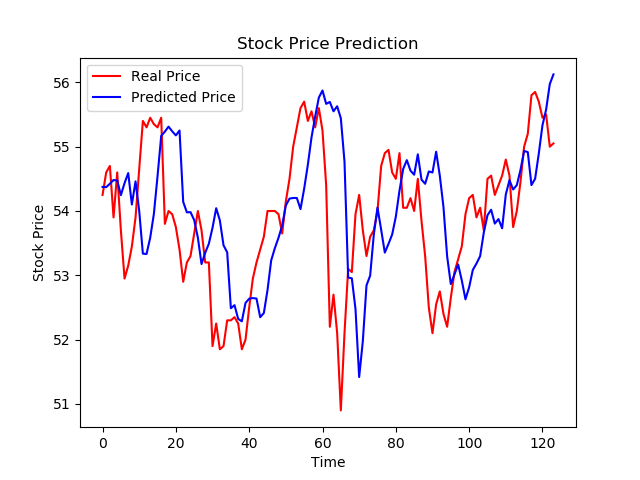 Stock Price Prediction
Real Price
Predicted Price
56
55
54
53
52
51
Stock Price
0 20 40 60 80 100 120
Time